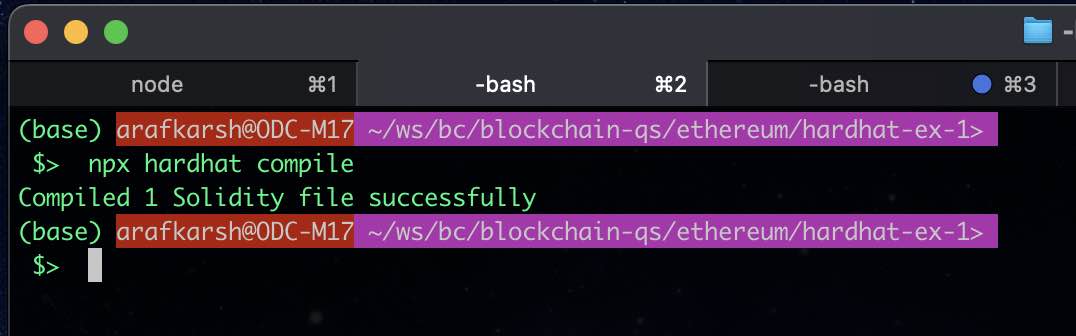 node ⌘1 -bash ⌘2 -bash ⌘3
(base) arafkarsh@ODC-M17 ~/ws/bc/blockchain-qs/ethereum/hardhat-ex-1>
$> npx hardhat compile
Compiled 1 Solidity file successfully
(base) arafkarsh@ODC-M17 ~/ws/bc/blockchain-qs/ethereum/hardhat-ex-1>
$>